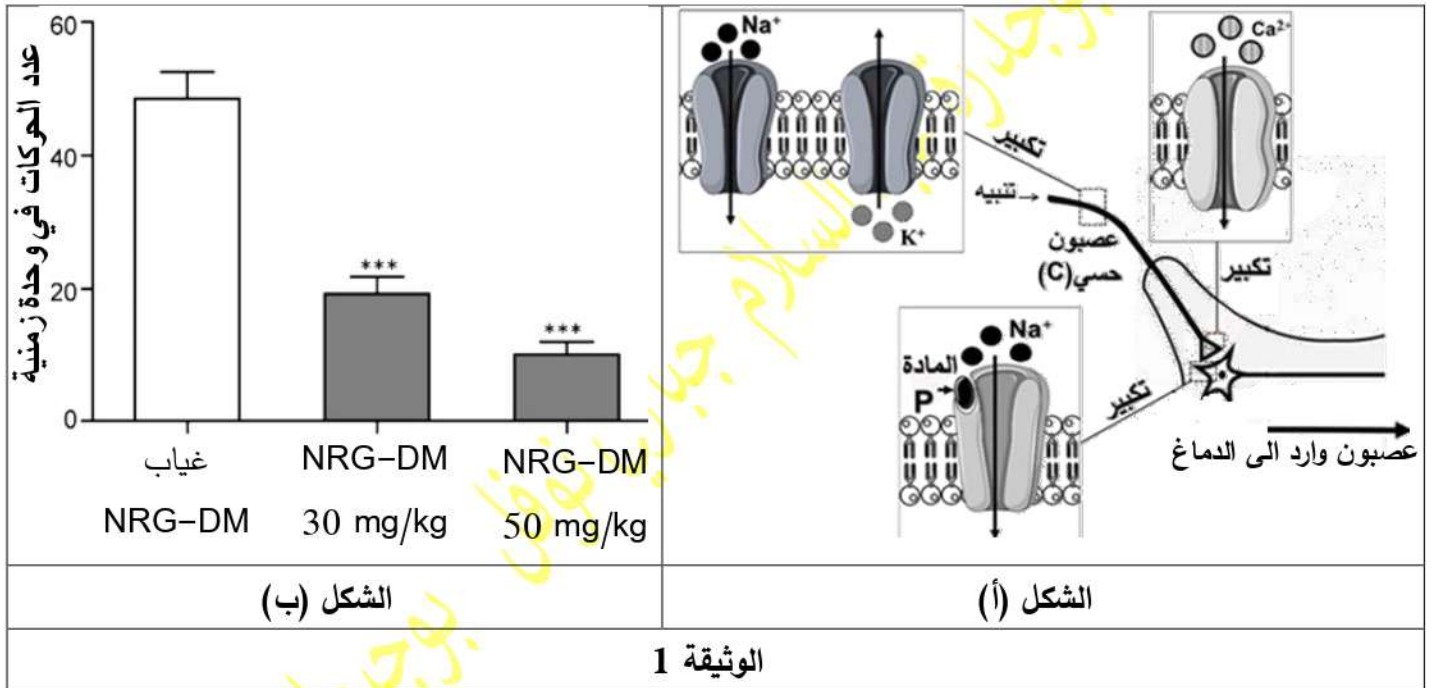 Na⁺
K⁺
Ca²⁺
تكبير
تنبيه
عصبون
حسي(C)
تكبير
Na⁺
المادة
P
تكبير
عصبون وارد الى الدماغ
الشكل (أ)
عدد الحركات في وحدة زمنية
60
40
20
0
***
***
غياب
NRG–DM
NRG–DM
30 mg/kg
NRG–DM
50 mg/kg
الشكل (ب)
الوثيقة 1